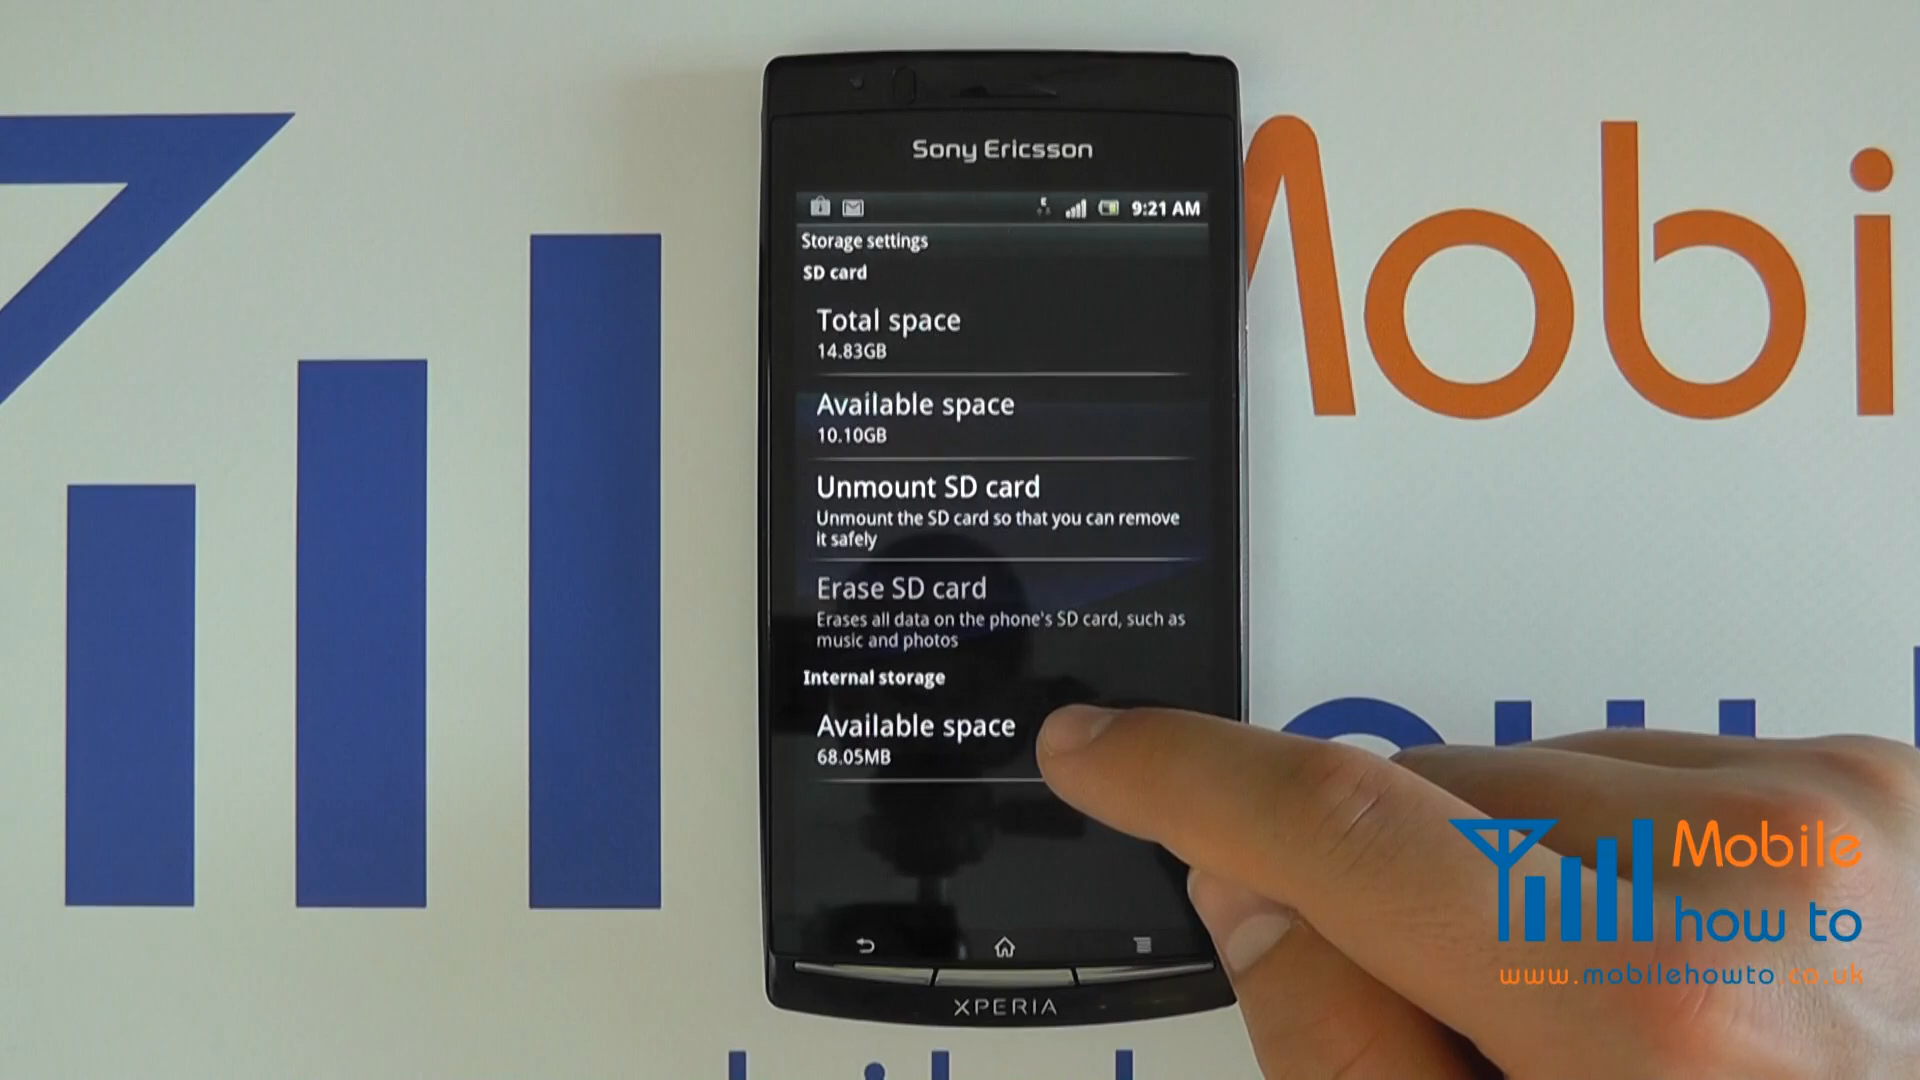 Mobi
Sony Ericsson
9:21 AM
Storage settings
SD card
Total space
14.83GB
Available space
10.10GB
Unmount SD card
Unmount the SD card so that you can remove
it safely
Erase SD card
Erases all data on the phone's SD card, such as
music and photos
Internal storage
Available space
68.05MB
XPERIA
Mobile
how to
www.mobilehowto.co.uk